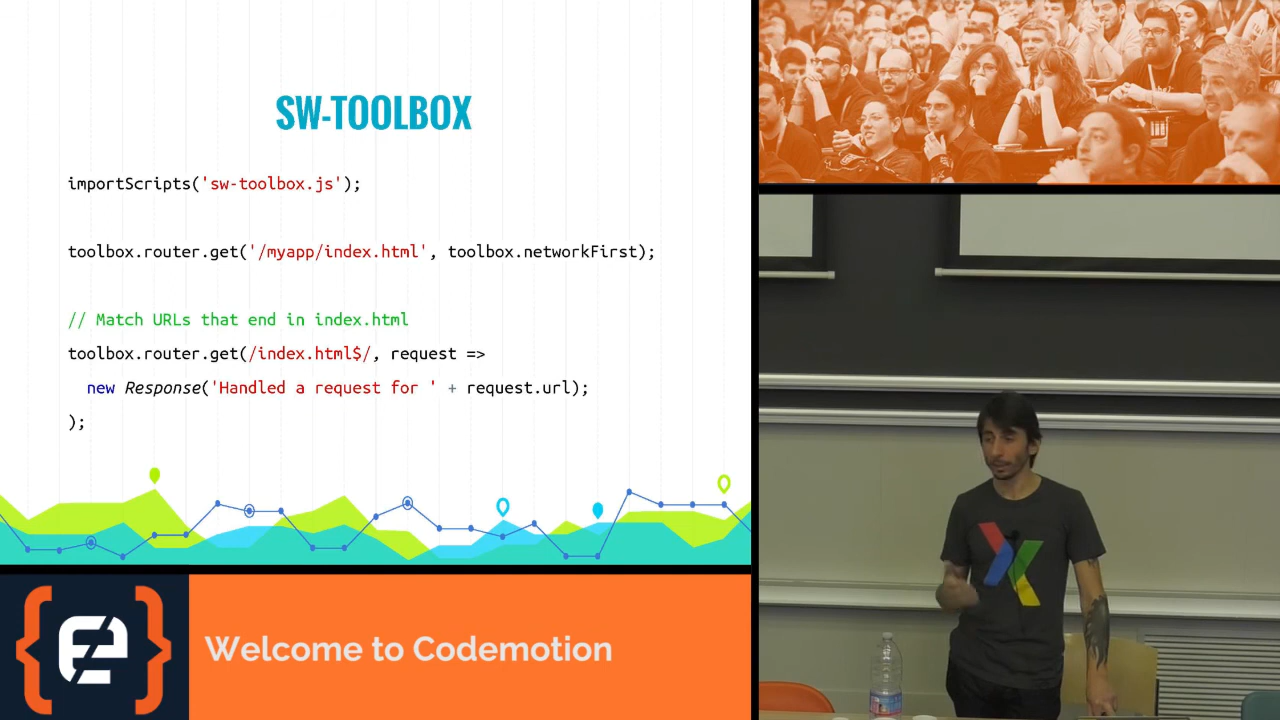 SW-TOOLBOX
importScripts('sw-toolbox.js');
toolbox.router.get('/myapp/index.html', toolbox.networkFirst);
// Match URLs that end in index.html
toolbox.router.get(/index.html$/, request =>
new Response('Handled a request for ' + request.url);
);
Welcome to Codemotion